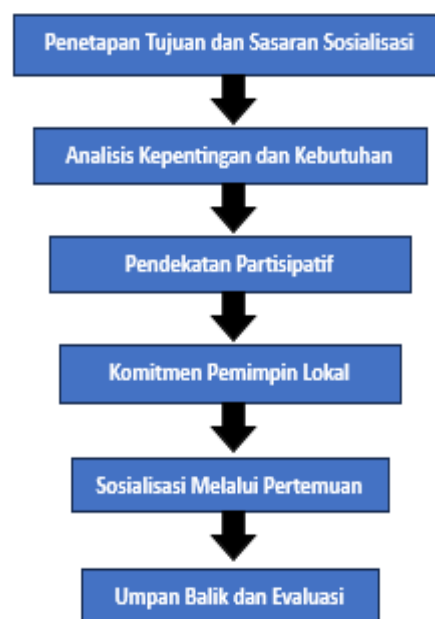 Penetapan Tujuan dan Sasaran Sosialisasi
Analisis Kepentingan dan Kebutuhan
Pendekatan Partisipatif
Komitmen Pemimpin Lokal
Sosialisasi Melalui Pertemuan
Umpan Balik dan Evaluasi